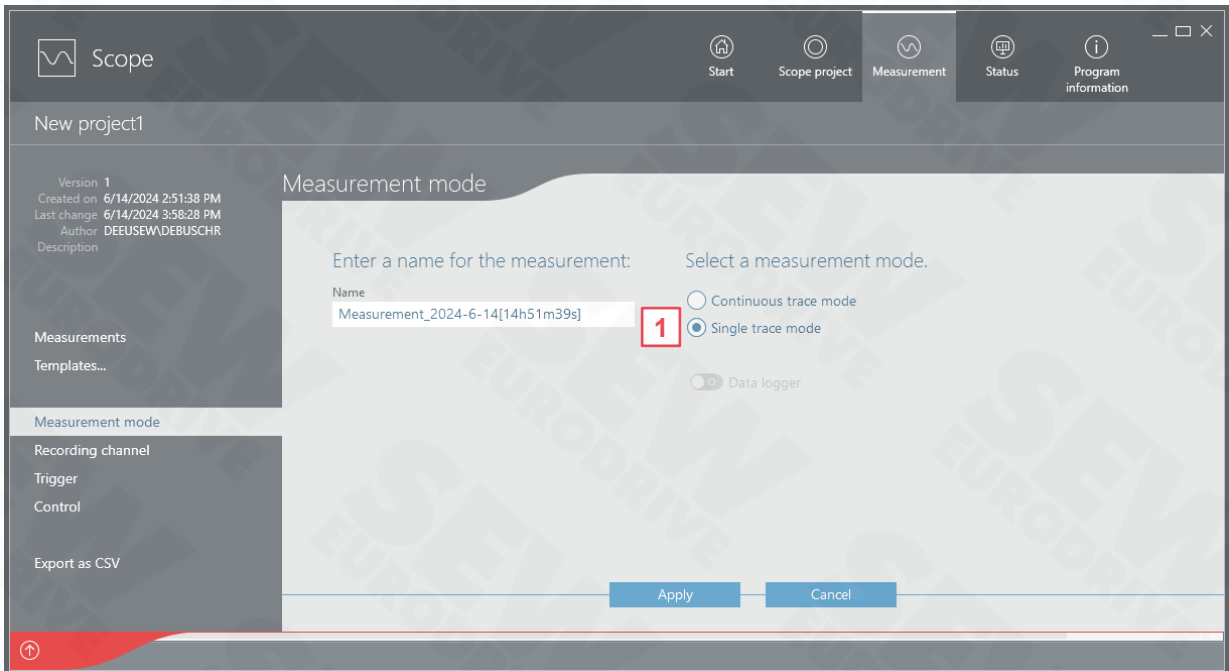 Scope
Start
Scope project
Measurement
Status
Program
information
New project1
Version 1
Created on 6/14/2024 2:51:38 PM
Last change 6/14/2024 3:58:28 PM
Author DEEUSEW\DEBUSCHR
Description
Measurements
Templates...
Measurement mode
Recording channel
Trigger
Control
Export as CSV
Measurement mode
Enter a name for the measurement:
Name
Measurement_2024-6-14[14h51m39s]
Select a measurement mode.
Continuous trace mode
1
Single trace mode
Data logger
Apply
Cancel
SEW
EURODRIVE